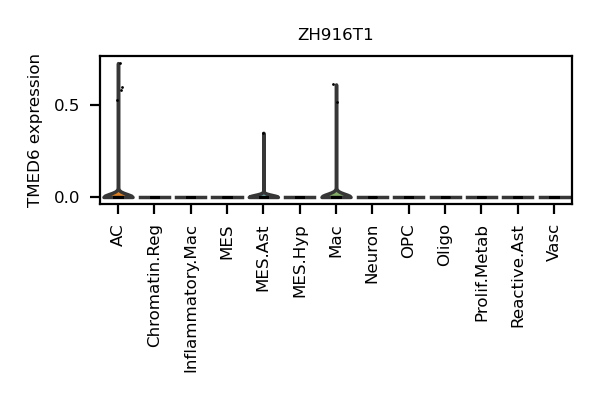 ZH916T1
TMED6 expression
0.5
0.0
AC
Chromatin.Reg
Inflammatory.Mac
MES
MES.Ast
MES.Hyp
Mac
Neuron
OPC
Oligo
Prolif.Metab
Reactive.Ast
Vasc